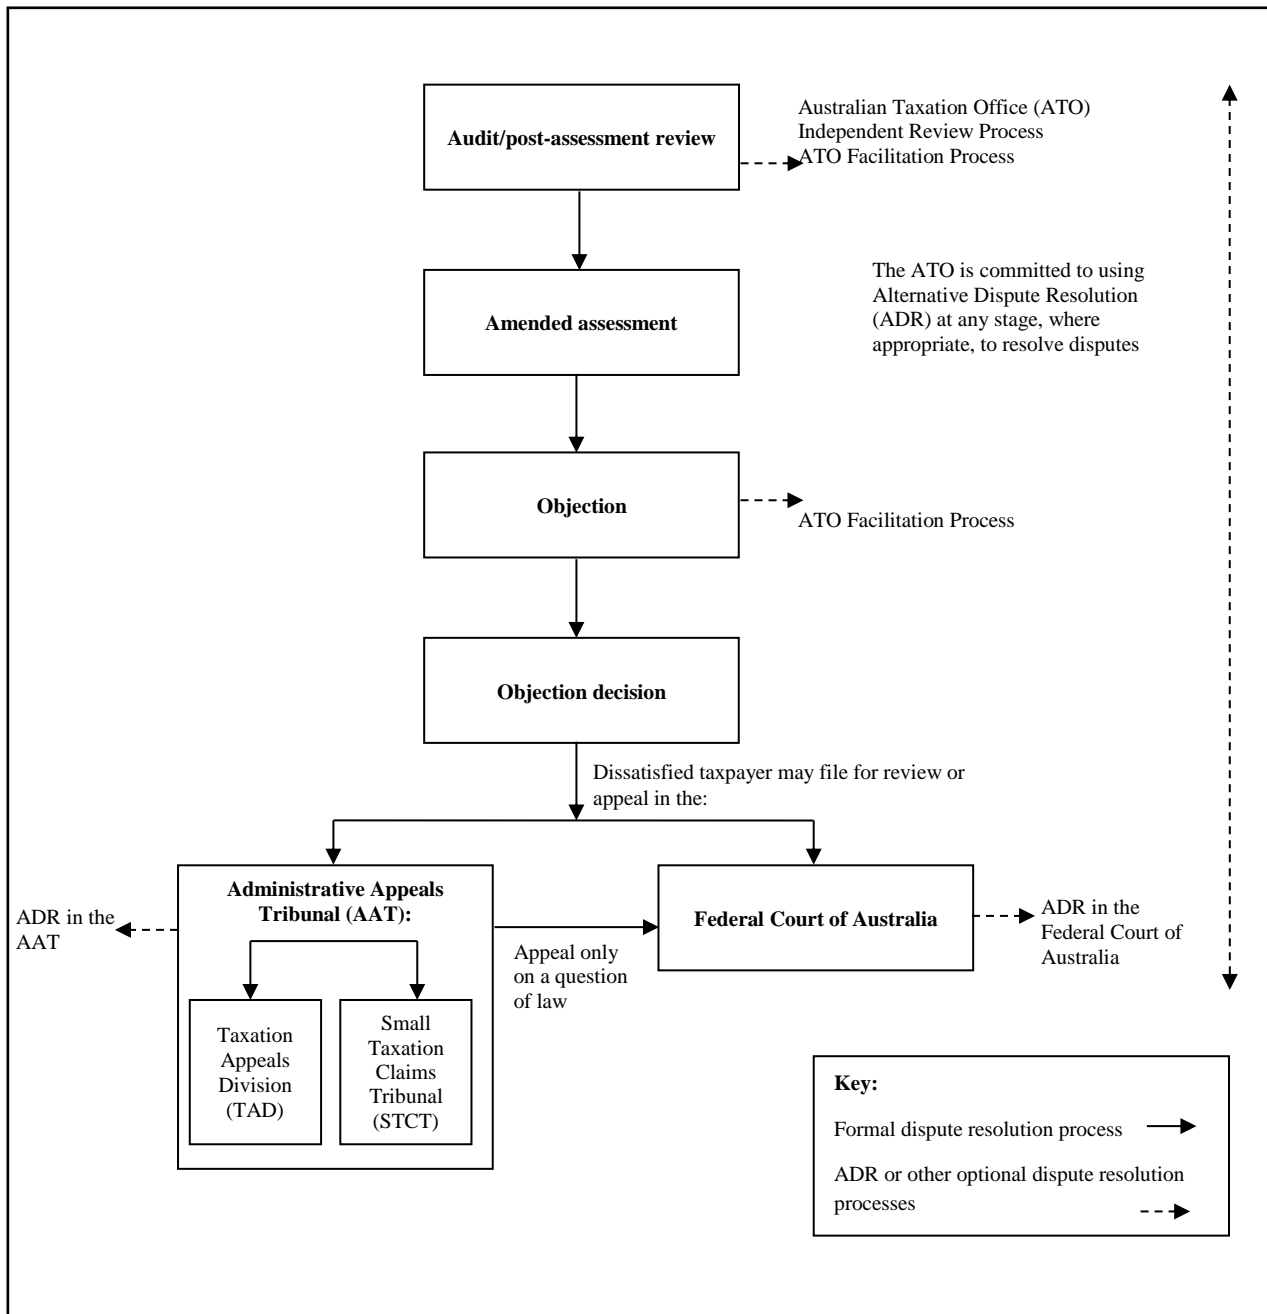 Audit/post-assessment review
Australian Taxation Office (ATO)
Independent Review Process
ATO Facilitation Process
Amended assessment
The ATO is committed to using
Alternative Dispute Resolution
(ADR) at any stage, where
appropriate, to resolve disputes
Objection
ATO Facilitation Process
Objection decision
Dissatisfied taxpayer may file for review or
appeal in the:
Administrative Appeals
Tribunal (AAT):
ADR in the
AAT
Taxation
Appeals
Division
(TAD)
Small
Taxation
Claims
Tribunal
(STCT)
Appeal only
on a question
of law
Federal Court of Australia
ADR in the
Federal Court of
Australia
Key:
Formal dispute resolution process
ADR or other optional dispute resolution
processes